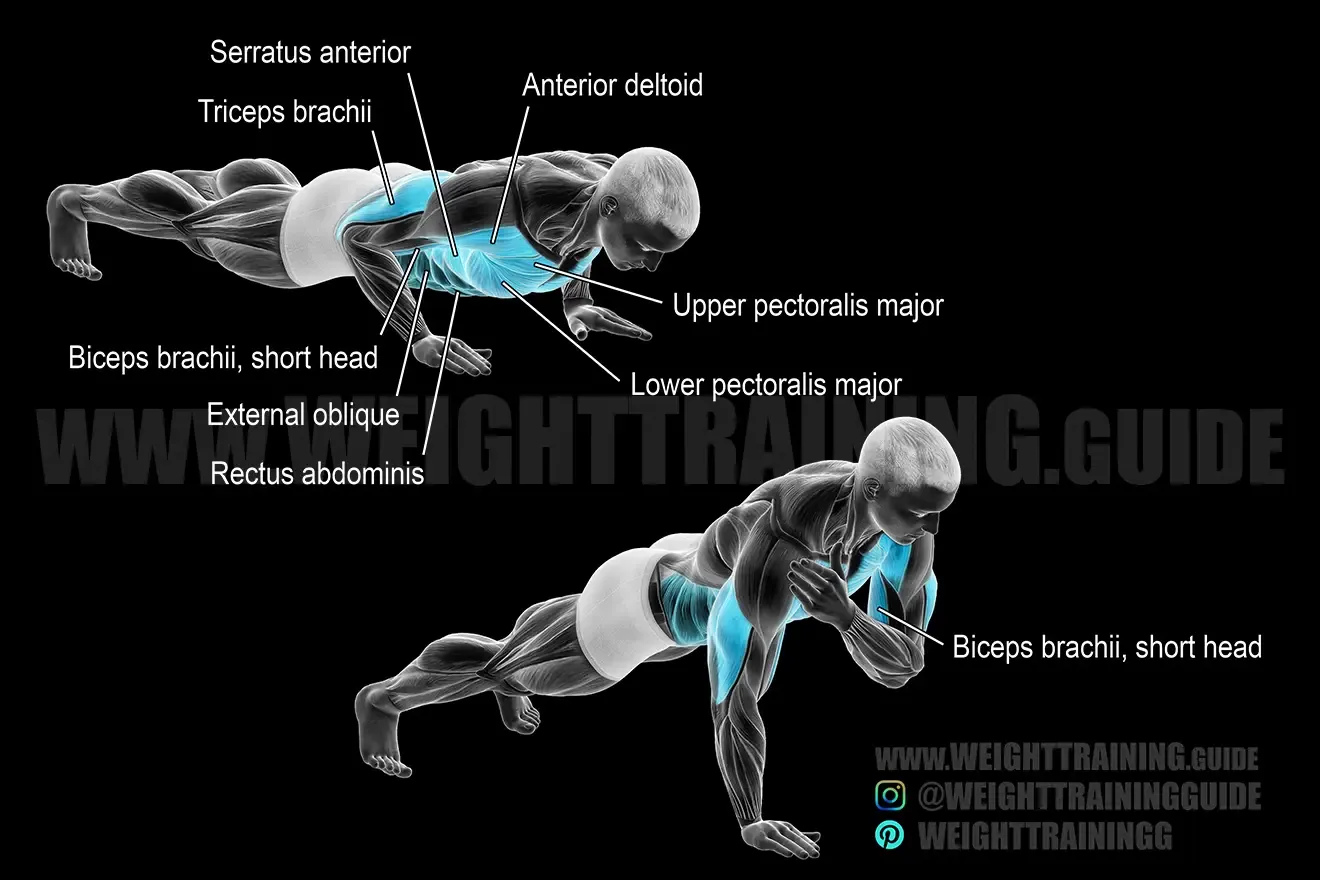 Serratus anterior
Anterior deltoid
Triceps brachii
Upper pectoralis major
Biceps brachii, short head
Lower pectoralis major
External oblique
WWW.WEIGHTTRAINING.GUIDE
Rectus abdominis
Biceps brachii, short head
WWW.WEIGHTTRAINING.GUIDE
@WEIGHTTRAININGGUIDE
WEIGHTTRAININGG